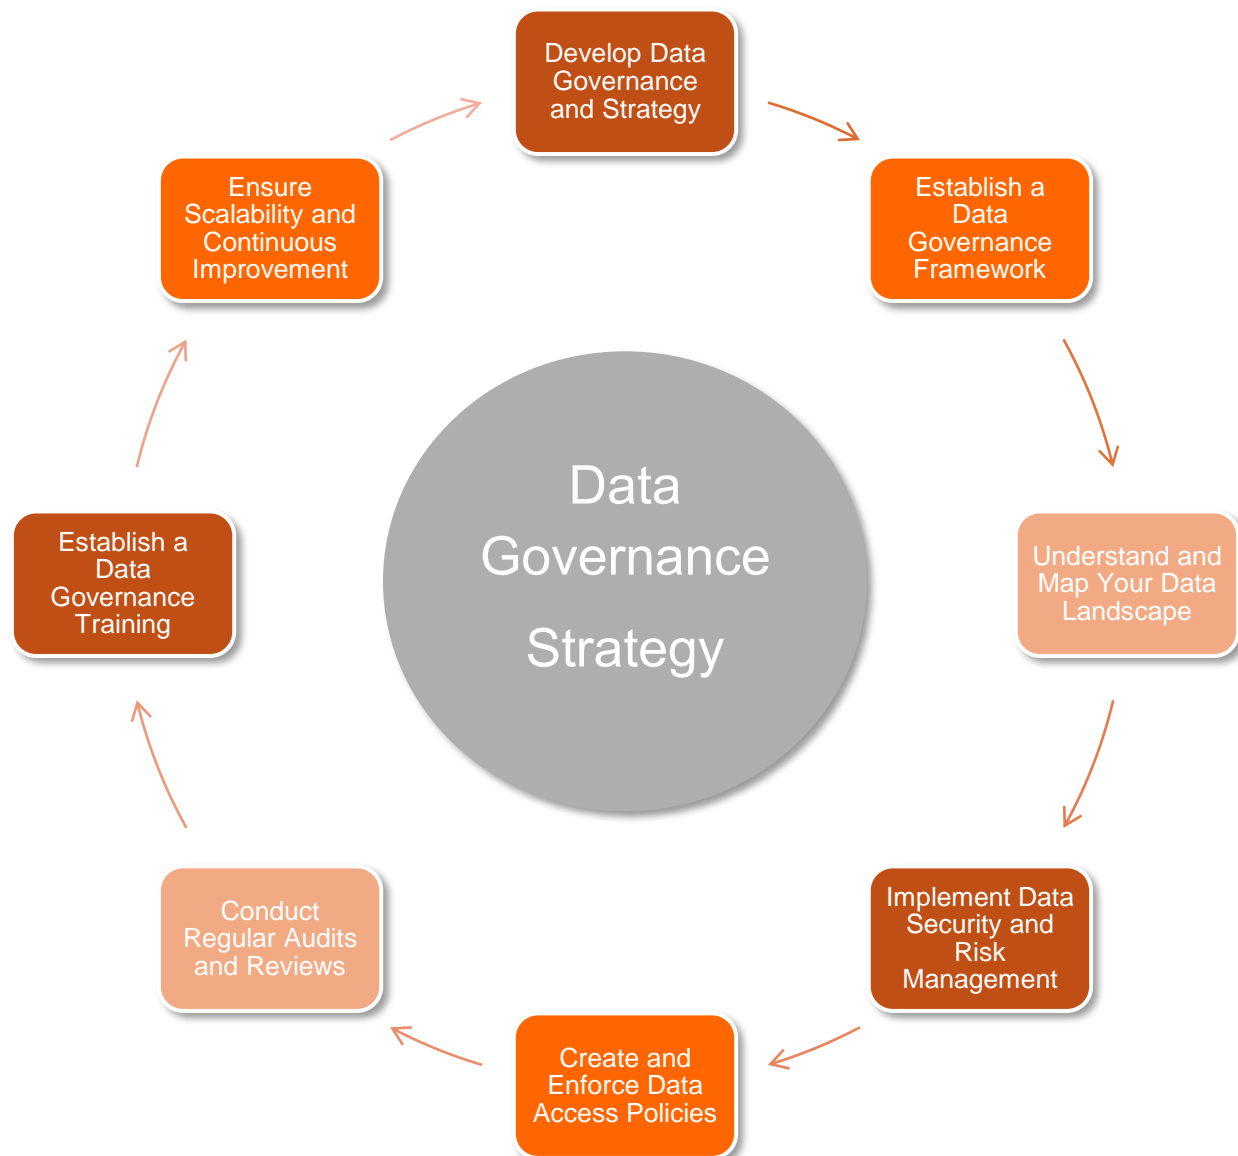 Develop Data
Governance
and Strategy
Establish a
Data
Governance
Framework
Understand and
Map Your Data
Landscape
Implement Data
Security and
Risk
Management
Create and
Enforce Data
Access Policies
Conduct
Regular Audits
and Reviews
Establish a
Data
Governance
Training
Ensure
Scalability and
Continuous
Improvement
Data
Governance
Strategy